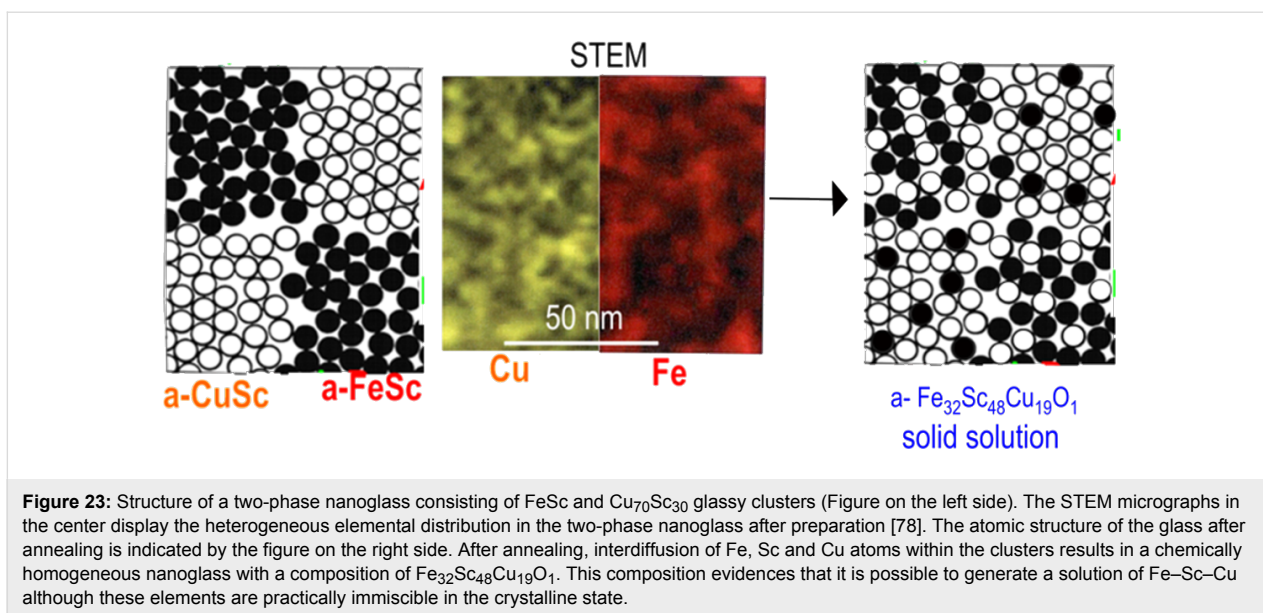 STEM
50 nm
Cu Fe
a-CuSc a-FeSc
a- Fe₃₂Sc₄₈Cu₁₉O₁
solid solution
Figure 23: Structure of a two-phase nanoglass consisting of FeSc and Cu₇₀Sc₃₀ glassy clusters (Figure on the left side). The STEM micrographs in
the center display the heterogeneous elemental distribution in the two-phase nanoglass after preparation [78]. The atomic structure of the glass after
annealing is indicated by the figure on the right side. After annealing, interdiffusion of Fe, Sc and Cu atoms within the clusters results in a chemically
homogeneous nanoglass with a composition of Fe₃₂Sc₄₈Cu₁₉O₁. This composition evidences that it is possible to generate a solution of Fe–Sc–Cu
although these elements are practically immiscible in the crystalline state.